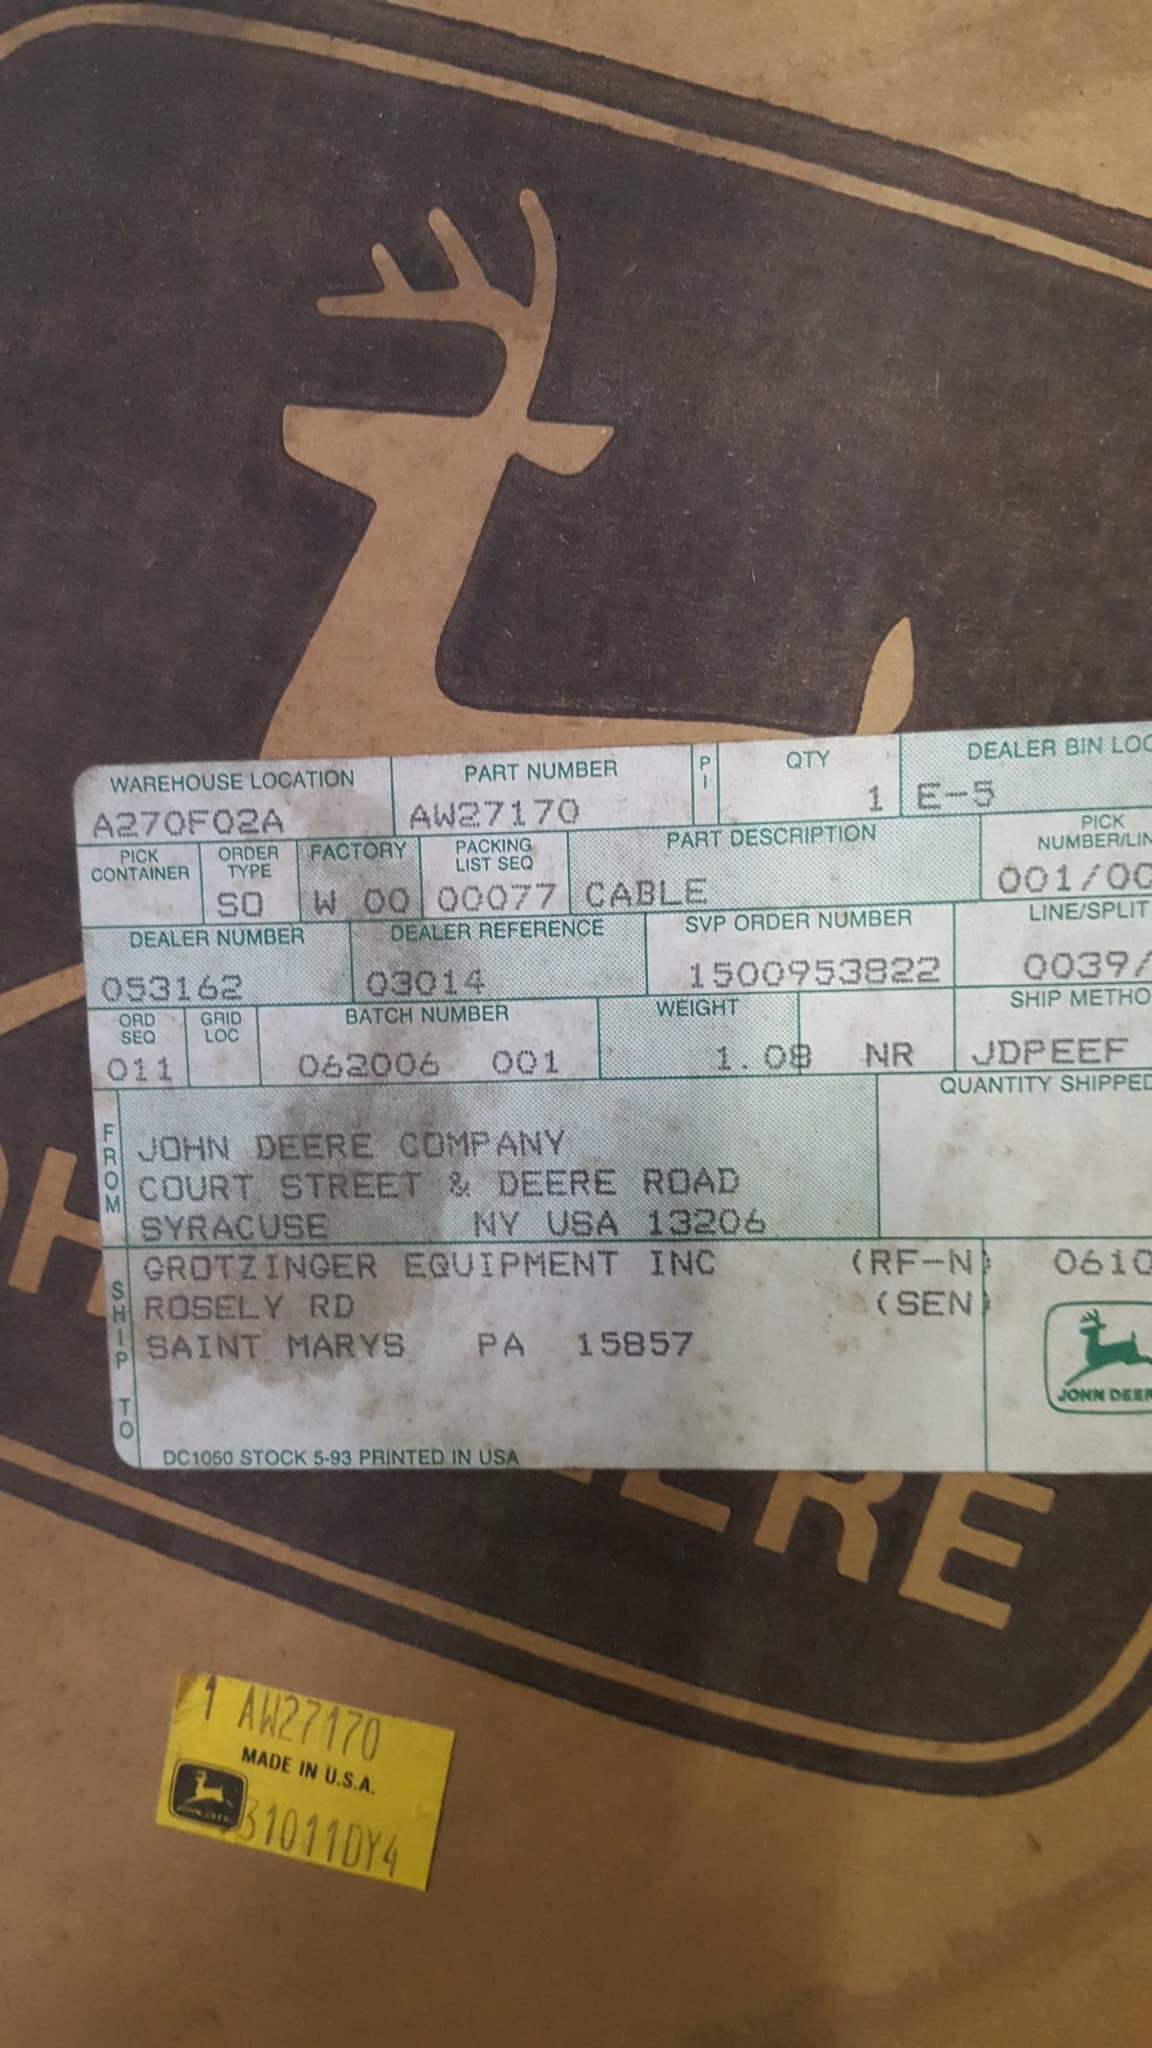 WAREHOUSE LOCATION PART NUMBER PI QTY DEALER BIN LOC
A270F02A AW27170 1 E-5
PICK CONTAINER ORDER TYPE FACTORY PACKING LIST SEQ PART DESCRIPTION PICK NUMBER/LIN
SO W 00 00077 CABLE 001/00
DEALER NUMBER DEALER REFERENCE SVP ORDER NUMBER LINE/SPLIT
053162 03014 1500953822 0039/
ORD SEQ GRID LOC BATCH NUMBER WEIGHT SHIP METHO
011 062006 001 1.08 NR JDPEEF
QUANTITY SHIPPED
FROM
JOHN DEERE COMPANY
COURT STREET & DEERE ROAD
SYRACUSE NY USA 13206
SHIP TO
GROTZINGER EQUIPMENT INC (RF-N) 0610
ROSELY RD (SEN)
SAINT MARYS PA 15857
JOHN DEER
DC1050 STOCK 5-93 PRINTED IN USA
OH ERE
1 AW27170
MADE IN U.S.A.
JOHN DEERE
31011DY4